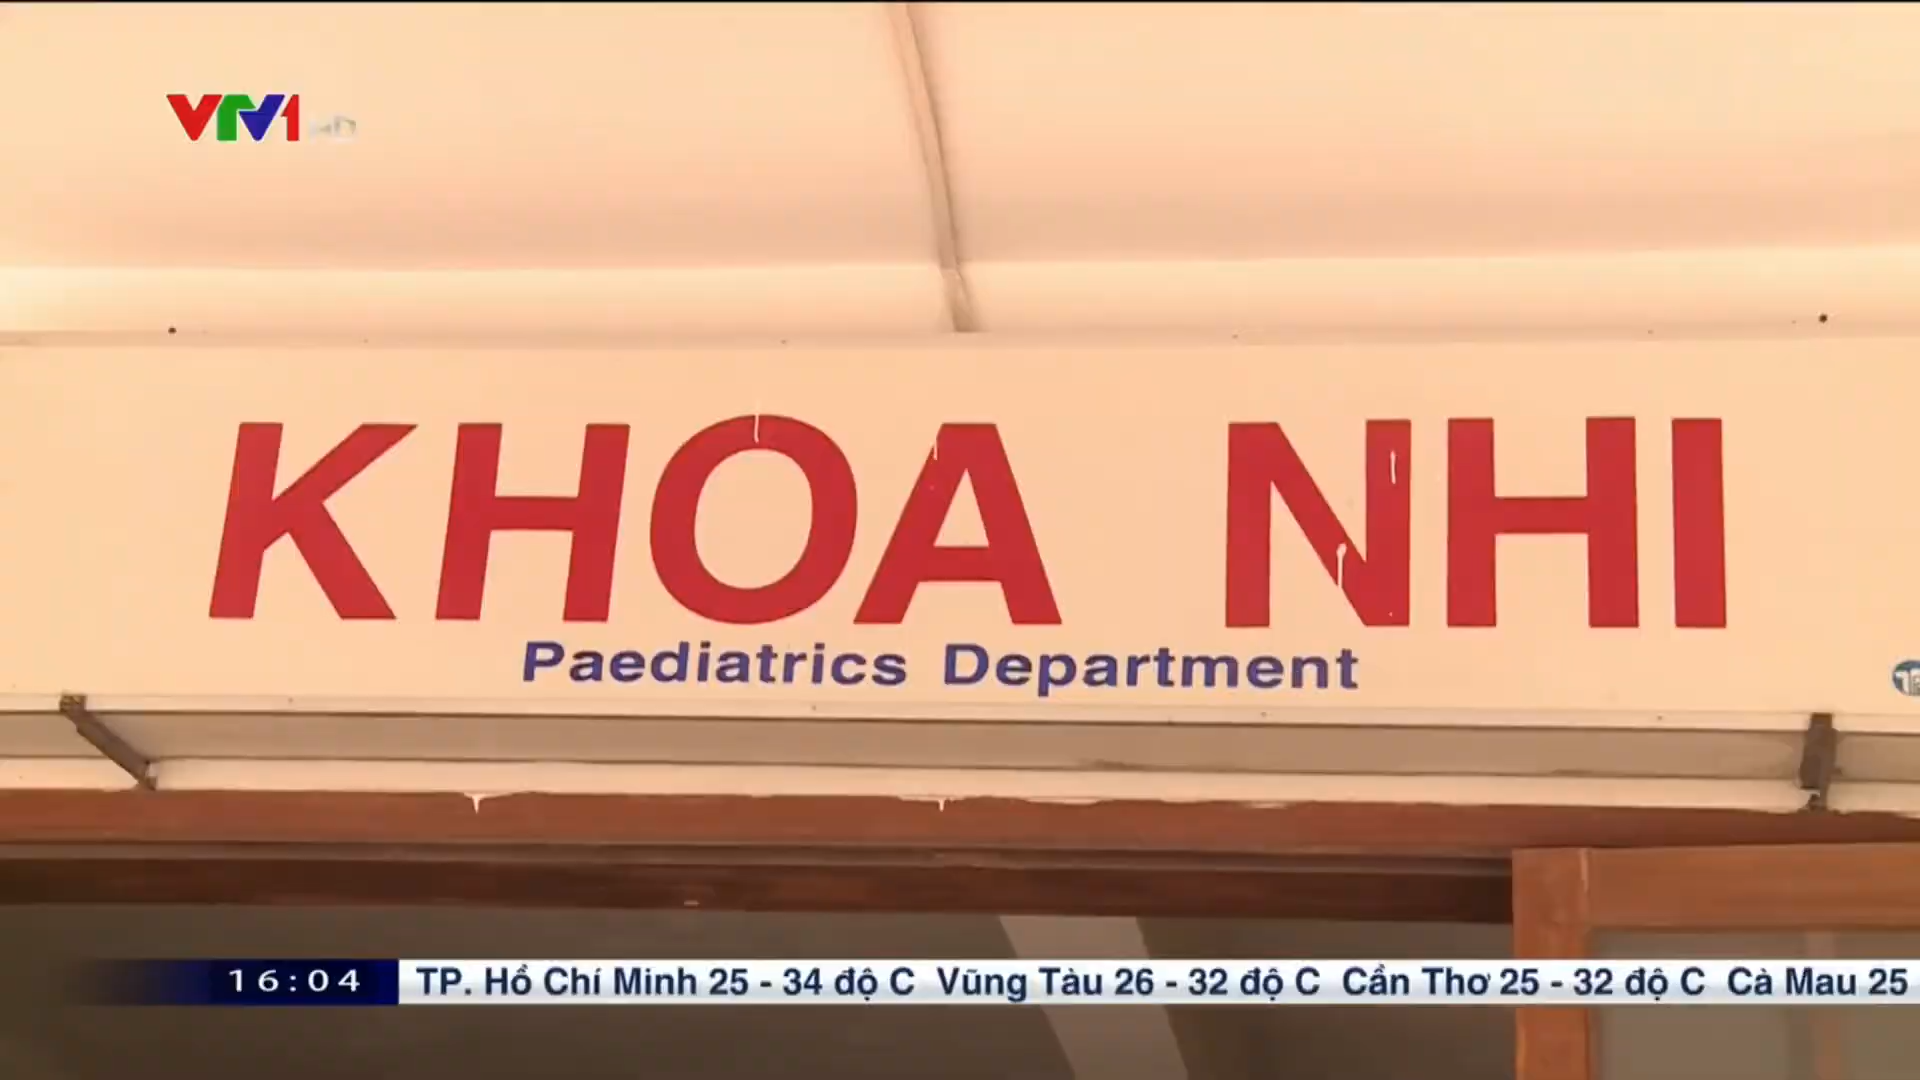 VTV1 HD
KHOA NHI
Paediatrics Department
16:04 TP. Hồ Chí Minh 25 - 34 độ C Vũng Tàu 26 - 32 độ C Cần Thơ 25 - 32 độ C Cà Mau 25